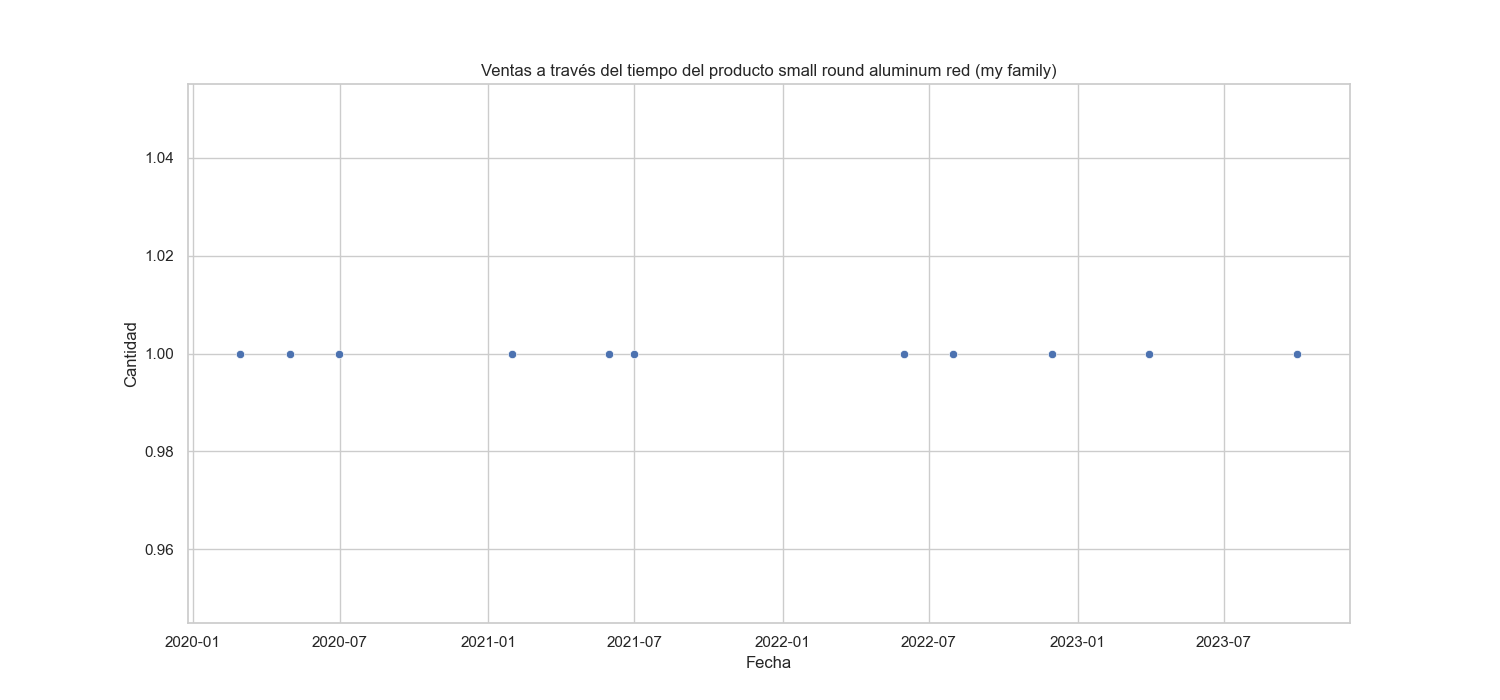 Ventas a través del tiempo del producto small round aluminum red (my family)
1.04
1.02
1.00
0.98
0.96
Cantidad
2020-01 2020-07 2021-01 2021-07 2022-01 2022-07 2023-01 2023-07
Fecha